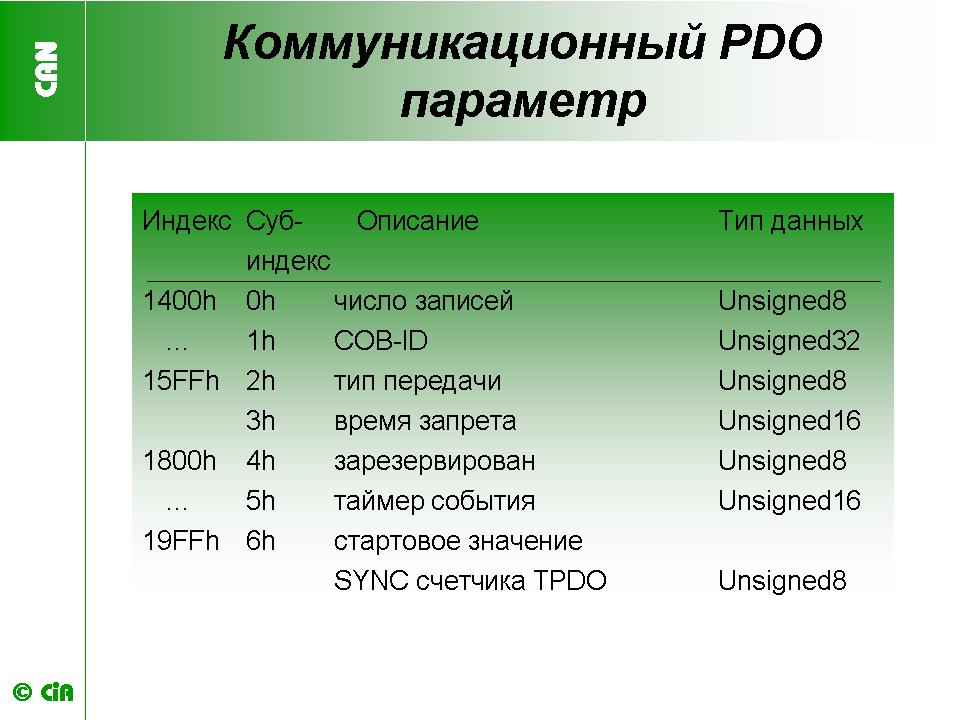 CAN
Коммуникационный PDO
параметр
Индекс Суб- Описание Тип данных
индекс
1400h 0h число записей Unsigned8
... 1h COB-ID Unsigned32
15FFh 2h тип передачи Unsigned8
3h время запрета Unsigned16
1800h 4h зарезервирован Unsigned8
... 5h таймер события Unsigned16
19FFh 6h стартовое значение
SYNC счетчика TPDO Unsigned8
© CiA